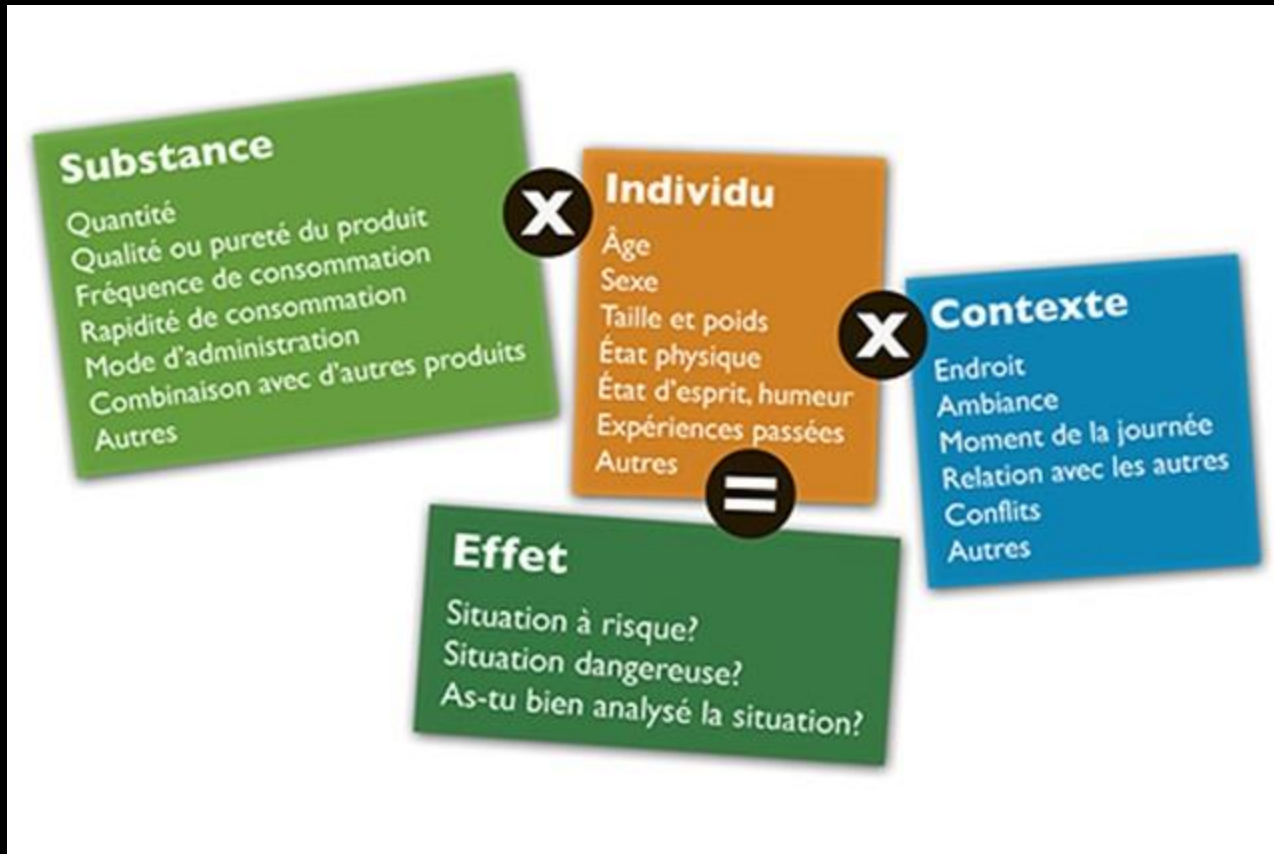 Substance
Quantité
Qualité ou pureté du produit
Fréquence de consommation
Rapidité de consommation
Mode d'administration
Combinaison avec d'autres produits
Autres
X
Individu
Âge
Sexe
Taille et poids
État physique
État d'esprit, humeur
Expériences passées
Autres
X
Contexte
Endroit
Ambiance
Moment de la journée
Relation avec les autres
Conflits
Autres
=
Effet
Situation à risque?
Situation dangereuse?
As-tu bien analysé la situation?